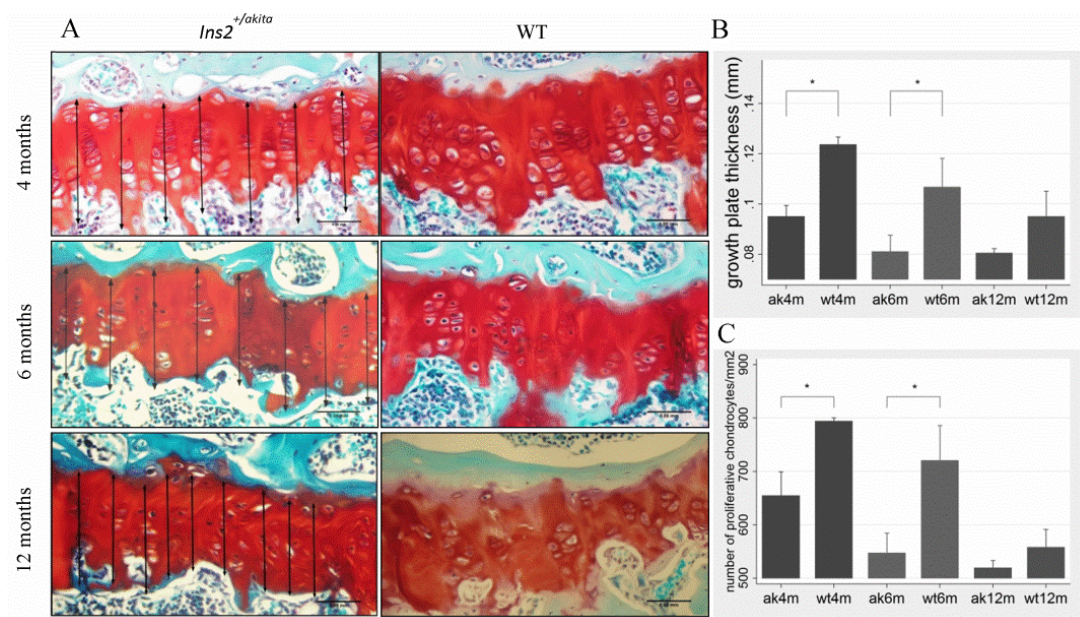 A
Ins2+/akita
WT
4 months
6 months
12 months
B
growth plate thickness (mm)
.14
.12
.1
.08
*
*
ak4m wt4m ak6m wt6m ak12m wt12m
C
number of proliferative chondrocytes/mm2
900
800
700
600
500
*
*
ak4m wt4m ak6m wt6m ak12m wt12m